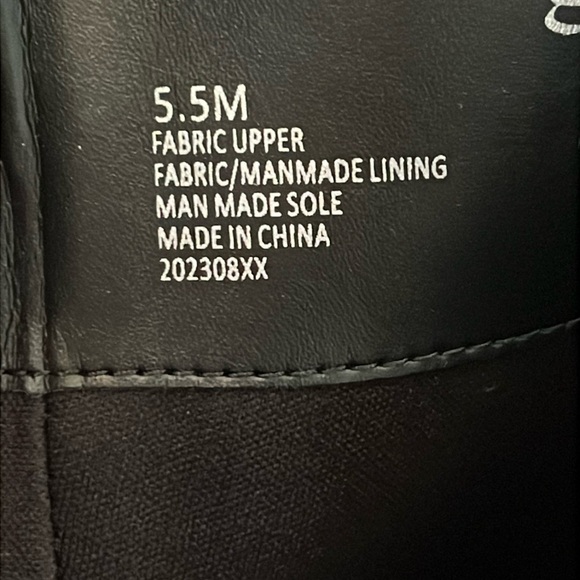 5.5M
FABRIC UPPER
FABRIC/MANMADE LINING
MAN MADE SOLE
MADE IN CHINA
202308XX